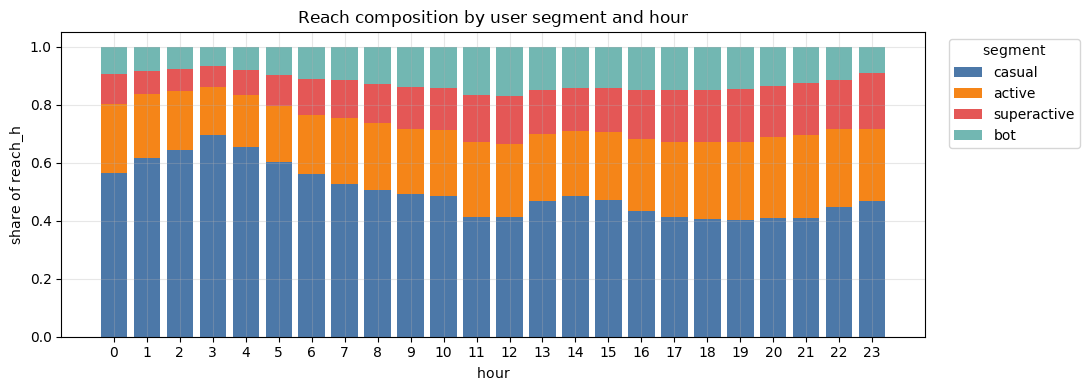 Reach composition by user segment and hour
share of reach_h
1.0
0.8
0.6
0.4
0.2
0.0
0 1 2 3 4 5 6 7 8 9 10 11 12 13 14 15 16 17 18 19 20 21 22 23
hour
segment
casual
active
superactive
bot